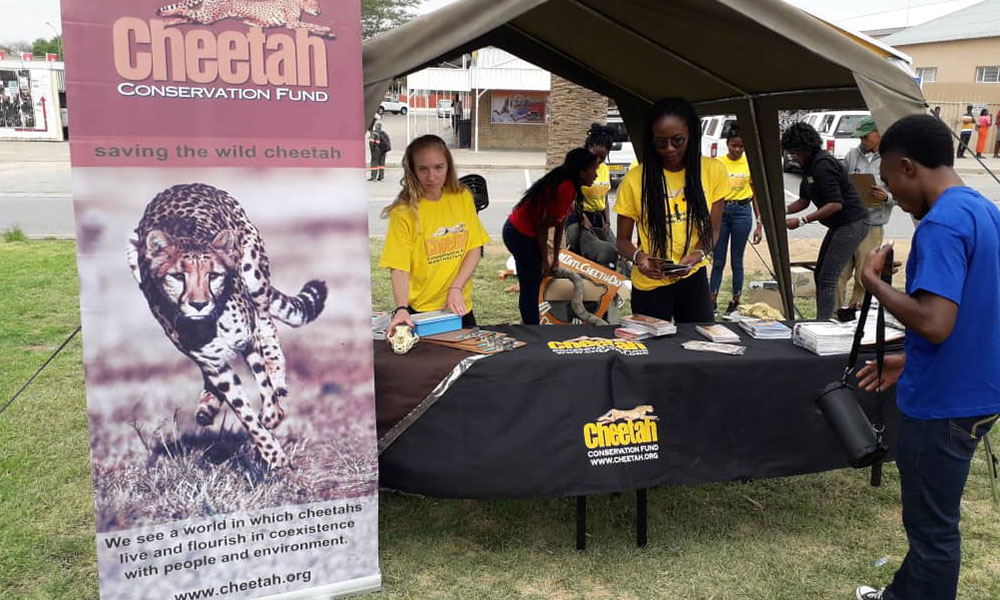 Cheetah
CONSERVATION FUND
saving the wild cheetah
We see a world in which cheetahs
live and flourish in coexistence
with people and environment.
www.cheetah.org
Cheetah
Cheetah
CONSERVATION FUND
WWW.CHEETAH.ORG
Cheetah